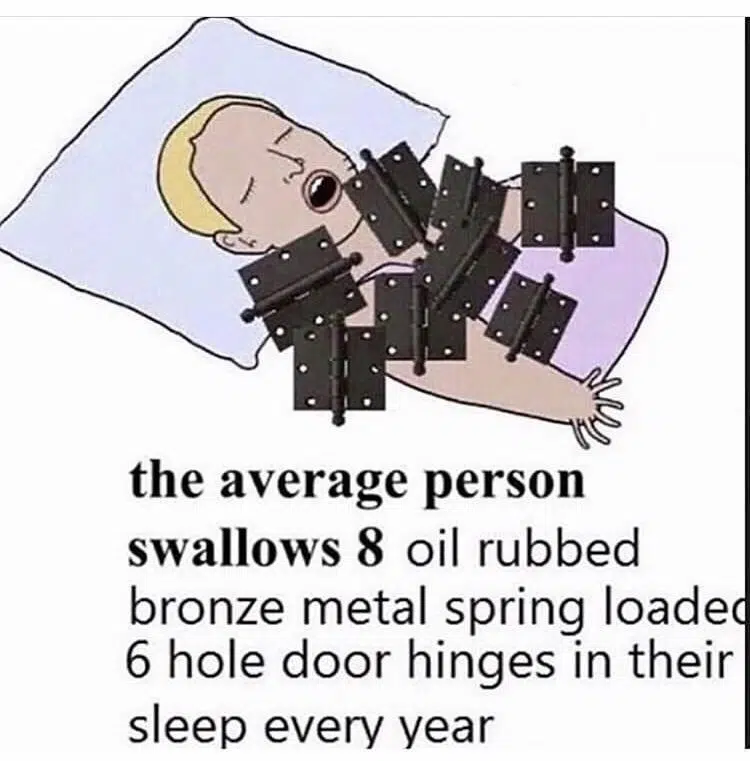 the average person
swallows 8 oil rubbed
bronze metal spring loaded
6 hole door hinges in their
sleep every year